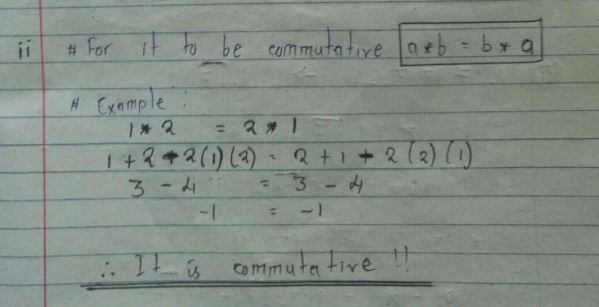 ii # For it to be commutative a*b = b*a
# Example:
1 * 2 = 2 * 1
1 + 2 - 2(1)(2) = 2 + 1 - 2(2)(1)
3 - 4 = 3 - 4
-1 = -1
∴ It is commutative!!